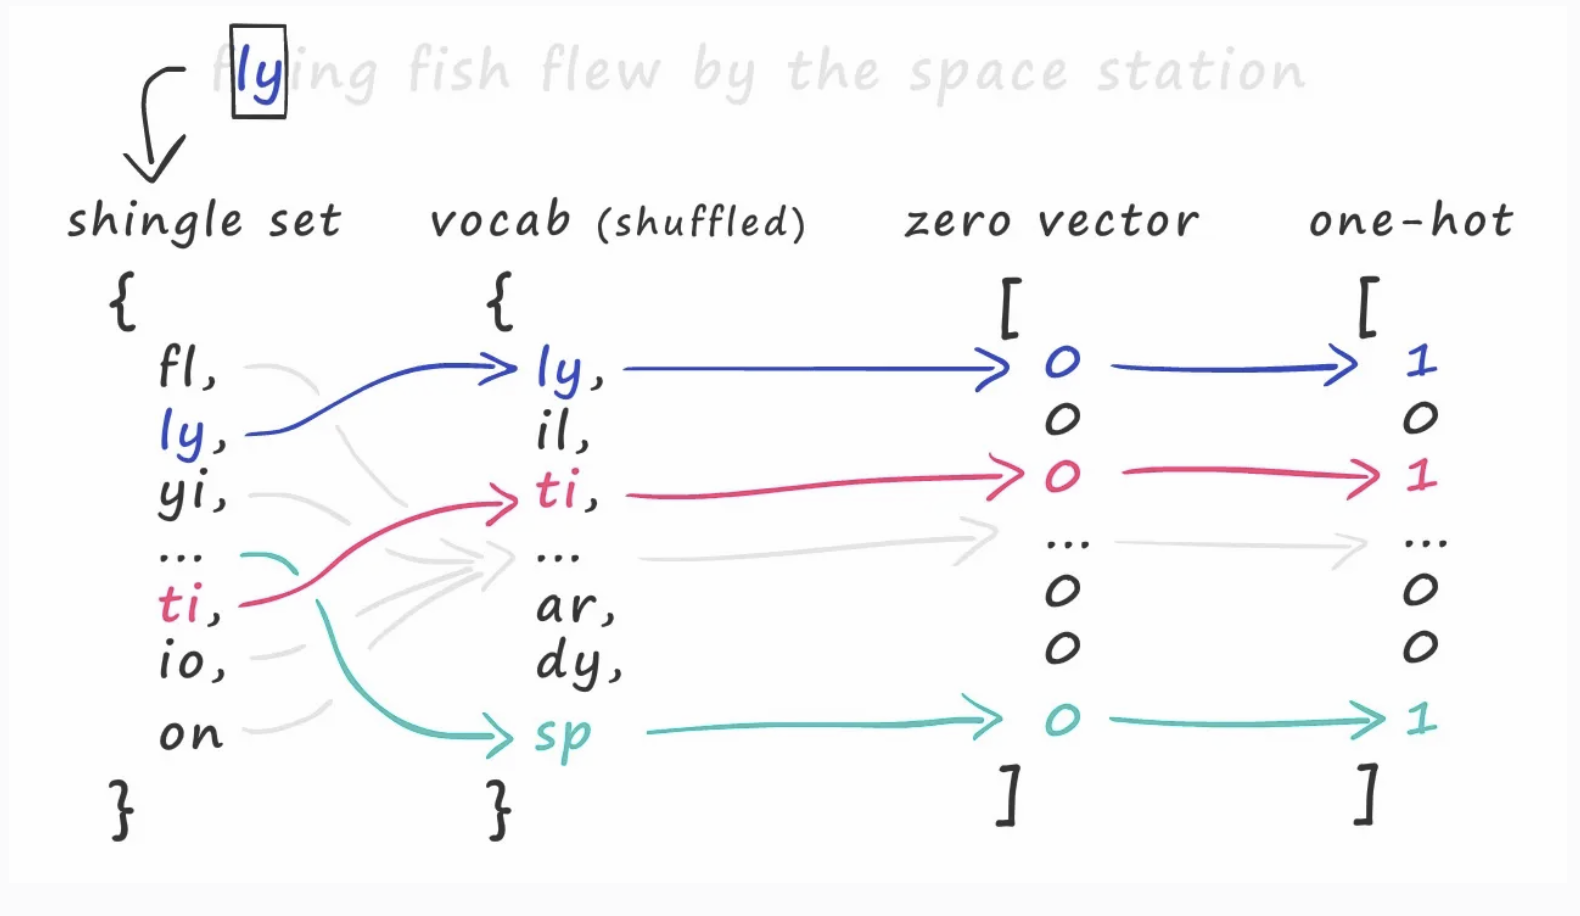 flying fish flew by the space station
shingle set
{
fl,
ly,
yi,
...
ti,
io,
on
}
vocab (shuffled)
{
ly,
il,
ti,
...
ar,
dy,
sp
}
zero vector
[
0
0
0
...
0
0
0
]
one-hot
[
1
0
1
...
0
0
1
]